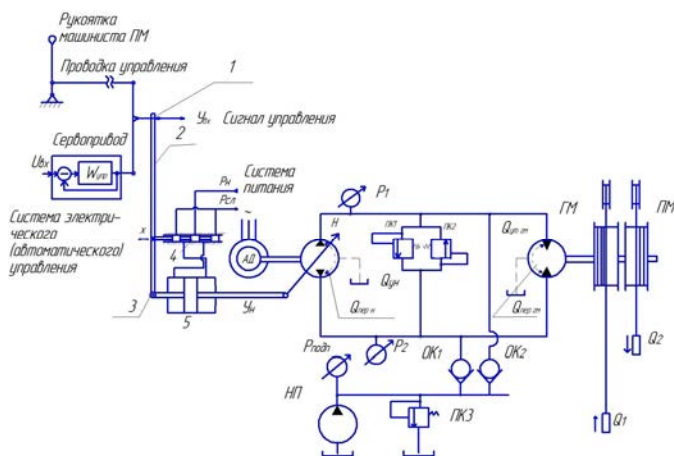 Рукоятка
машиниста ПМ
Проводка управления
1
Yвх
Сигнал управления
2
Сервопривод
Uвх
Wупр
Система
питания
Pн
Pсл
~
Система электри-
ческого
(автоматического)
управления
x
4
АД
Н
P1
ПК1
ПК2
Qут гм
ГМ
ПМ
Qун
Qпер н
Qпер гм
3
5
Yн
Pподп
P2
ОК1
ОК2
НП
ПК3
Q2
Q1